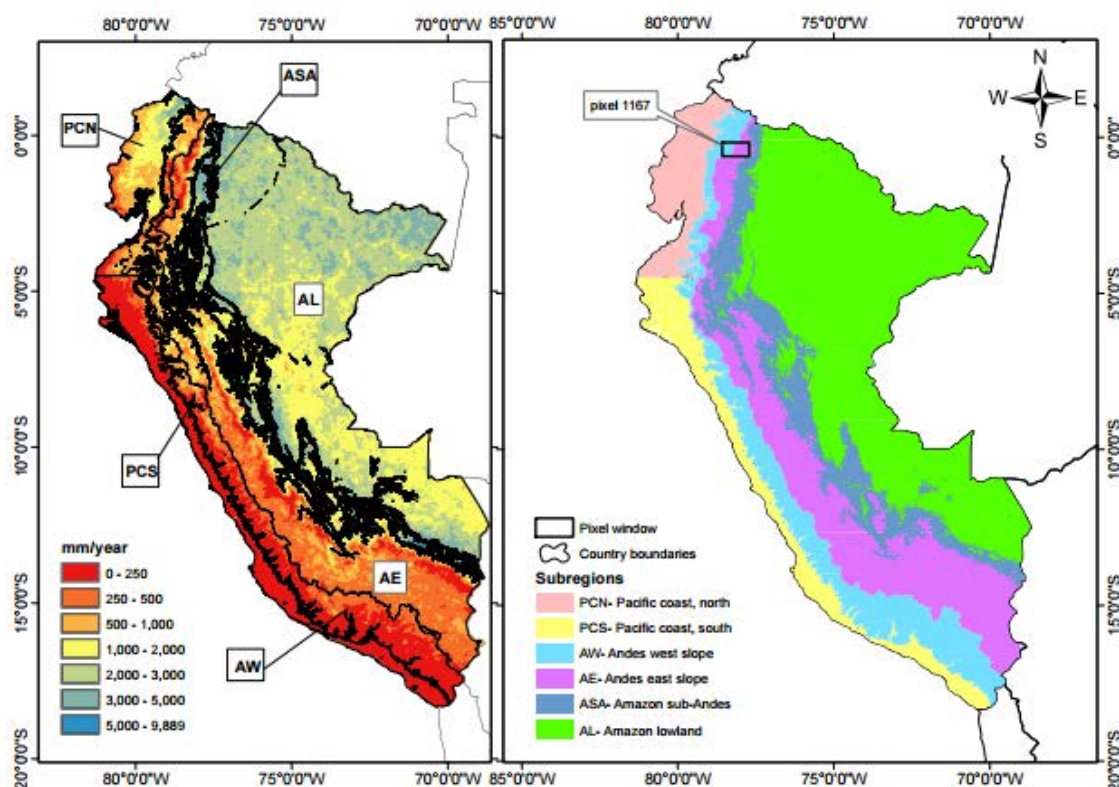 80°0'0"W 75°0'0"W 70°0'0"W
85°0'0"W 80°0'0"W 75°0'0"W 70°0'0"W
0°0'0" 5°0'0"S 10°0'0"S 15°0'0"S 20°0'0"S
PCN
ASA
AL
PCS
AE
AW
mm/year
0 - 250
250 - 500
500 - 1,000
1,000 - 2,000
2,000 - 3,000
3,000 - 5,000
5,000 - 9,889
80°0'0"W 75°0'0"W 70°0'0"W
pixel 1167
N
W E
S
0°0'0" 5°0'0"S 10°0'0"S 15°0'0"S 20°0'0"S
Pixel window
Country boundaries
Subregions
PCN- Pacific coast, north
PCS- Pacific coast, south
AW- Andes west slope
AE- Andes east slope
ASA- Amazon sub-Andes
AL- Amazon lowland
85°0'0"W 80°0'0"W 75°0'0"W 70°0'0"W